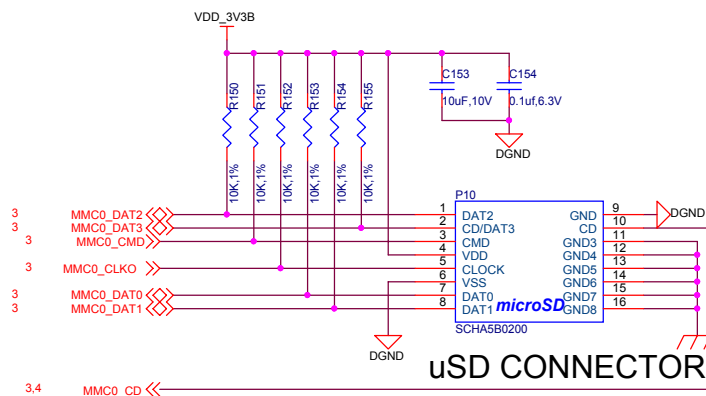 VDD_3V3B
R150
R151
R152
R153
R154
R155
10K,1%
10K,1%
10K,1%
10K,1%
10K,1%
10K,1%
C153
10uF,10V
C154
0.1uf,6.3V
DGND
P10
3 MMC0_DAT2 1 DAT2 GND 9 DGND
3 MMC0_DAT3 2 CD/DAT3 CD 10
3 MMC0_CMD 3 CMD GND3 11
4 VDD GND4 12
3 MMC0_CLKO 5 CLOCK GND5 13
6 VSS GND6 14
3 MMC0_DAT0 7 DAT0 GND7 15
3 MMC0_DAT1 8 DAT1 GND8 16
microSD
SCHA5B0200
DGND
uSD CONNECTOR
3,4 MMC0_CD